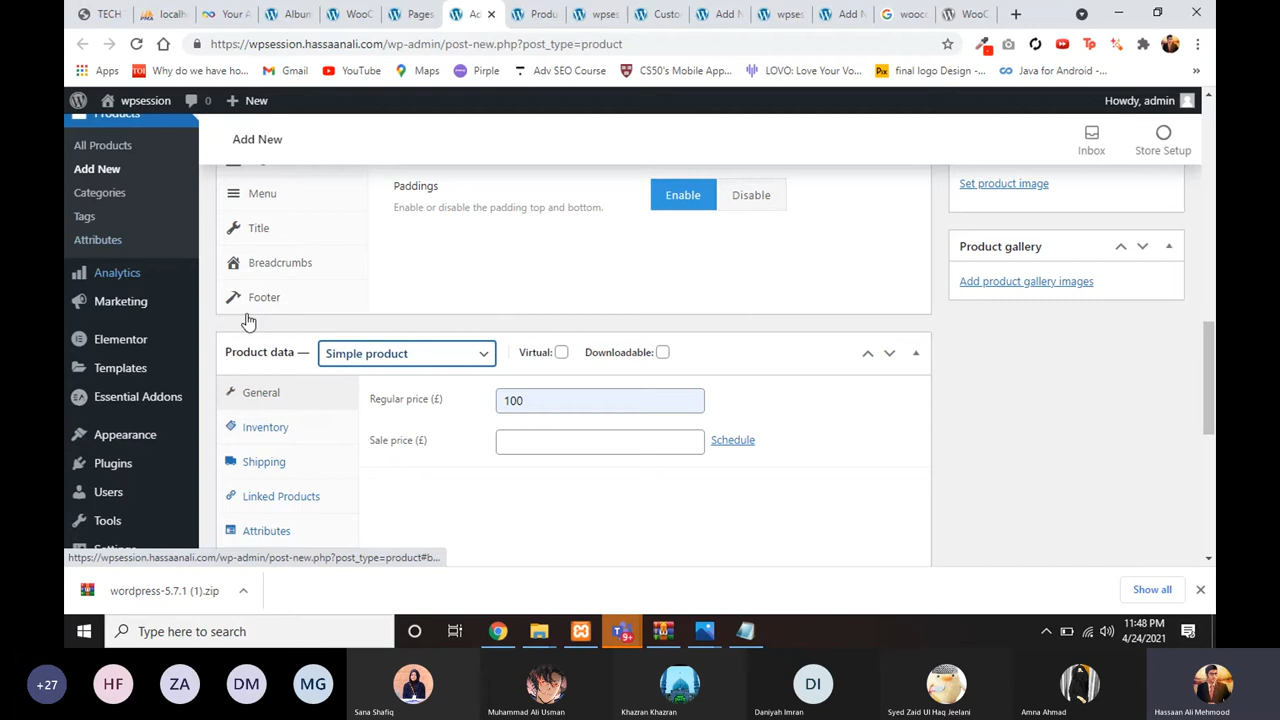 TECH
localh
Your A
Album
WooC
Pages
Ac
Produ
wpses
Custo
Add N
wpses
Add N
wooco
WooC
https://wpsession.hassaanali.com/wp-admin/post-new.php?post_type=product
Apps
Why do we have ho...
Gmail
YouTube
Maps
Pirple
Adv SEO Course
CS50's Mobile App...
LOVO: Love Your Vo...
final logo Design -...
Java for Android -...
wpsession
0
New
Howdy, admin
Products
All Products
Add New
Categories
Tags
Attributes
Analytics
Marketing
Elementor
Templates
Essential Addons
Appearance
Plugins
Users
Tools
Settings
Add New
Inbox
Store Setup
Menu
Title
Breadcrumbs
Footer
Paddings
Enable or disable the padding top and bottom.
Enable
Disable
Set product image
Product gallery
Add product gallery images
Product data —
Simple product
Virtual:
Downloadable:
General
Inventory
Shipping
Linked Products
Attributes
Regular price (£)
100
Sale price (£)
Schedule
https://wpsession.hassaanali.com/wp-admin/post-new.php?post_type=product#b...
wordpress-5.7.1 (1).zip
Show all
Type here to search
9+
11:48 PM
4/24/2021
+27
HF
ZA
DM
MG
DI
Sana Shafiq
Muhammad Ali Usman
Khazran Khazran
Daniyah Imran
Syed Zaid Ul Haq Jeelani
Amna Ahmad
Hassaan Ali Mehmood